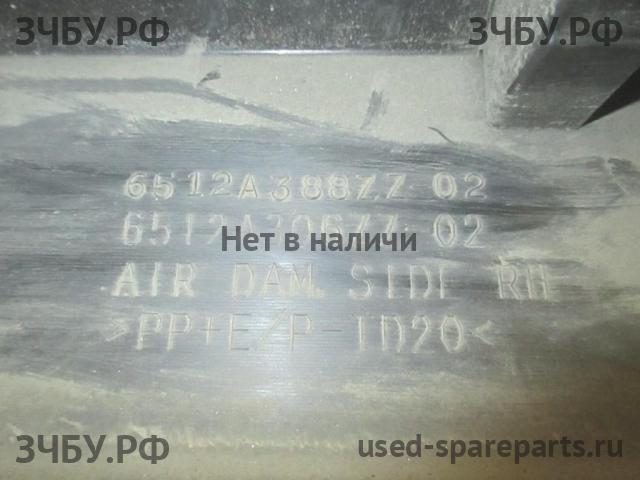 ЗЧБУ.РФ ЗЧБУ.РФ
6512A388ZZ 02
02
Нет в наличи
AIR DAM. SIDE RH
>PP+E/P-TD20<
ЗЧБУ.РФ used-spareparts.ru